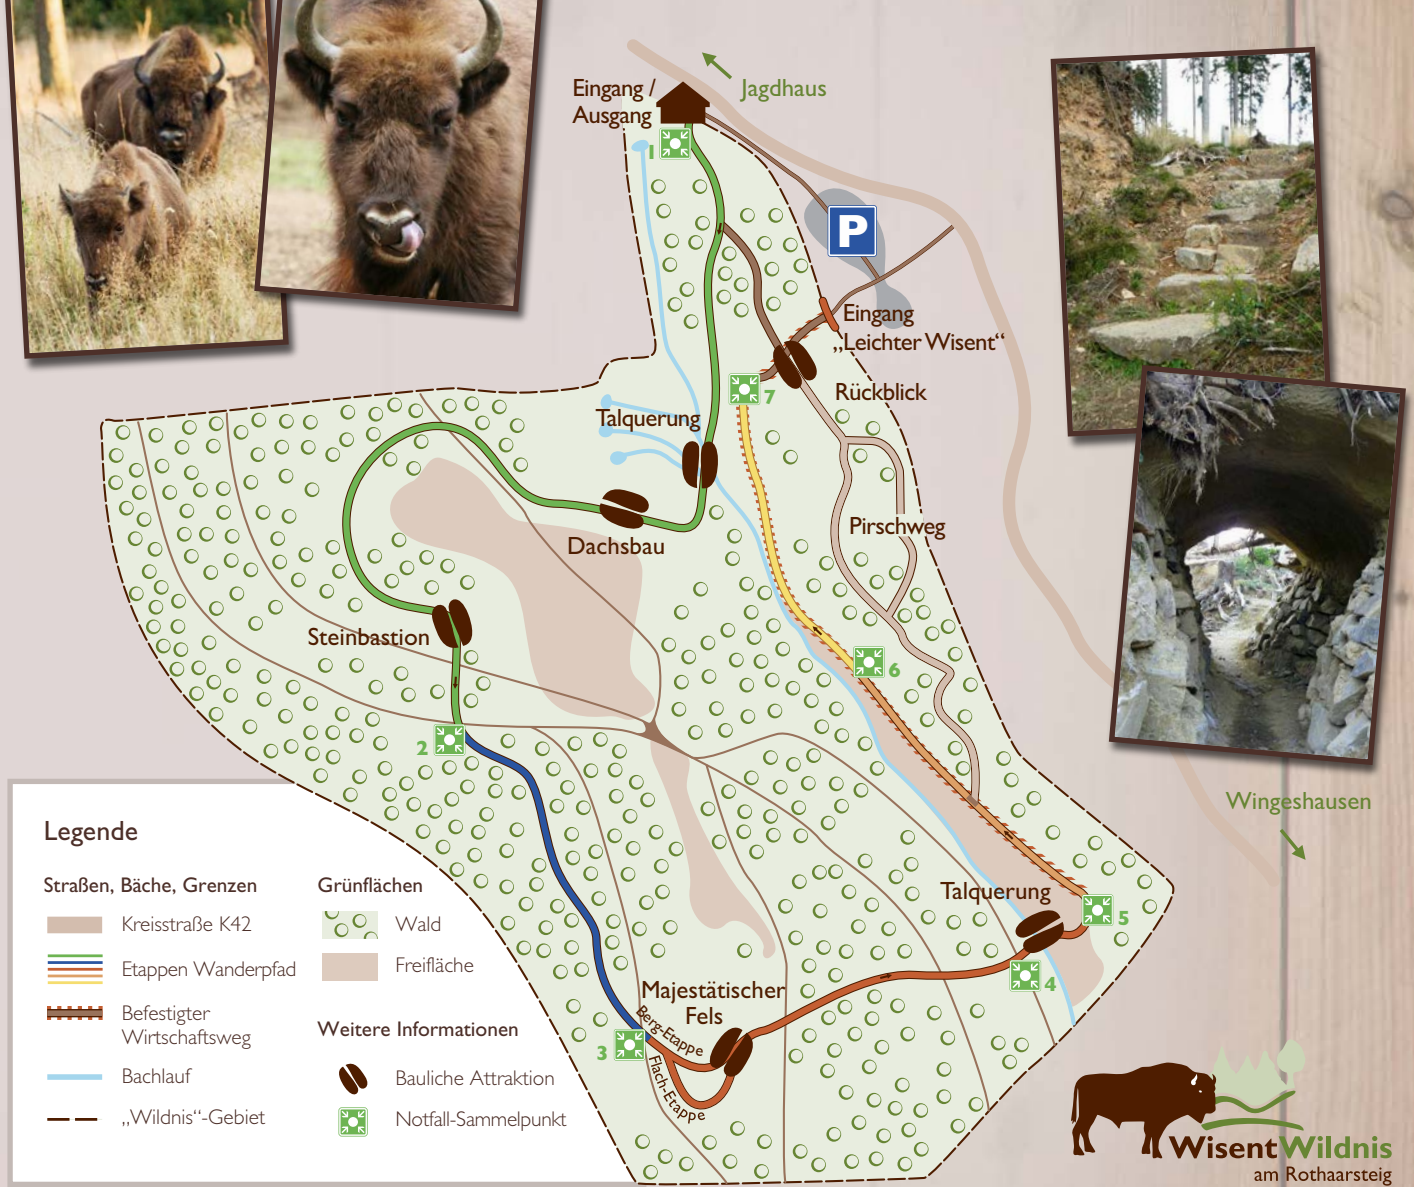 Jagdhaus
Eingang /
Ausgang
1
P
Eingang
„Leichter Wisent“
Rückblick
7
Talquerung
Pirschweg
Dachsbau
Steinbastion
6
2
Wingeshausen
Talquerung
5
4
Majestätischer
Fels
Berg-Etappe
3
Flach-Etappe
Legende
Straßen, Bäche, Grenzen
Kreisstraße K42
Etappen Wanderpfad
Befestigter
Wirtschaftsweg
Bachlauf
„Wildnis“-Gebiet
Grünflächen
Wald
Freifläche
Weitere Informationen
Bauliche Attraktion
Notfall-Sammelpunkt
WisentWildnis
am Rothaarsteig